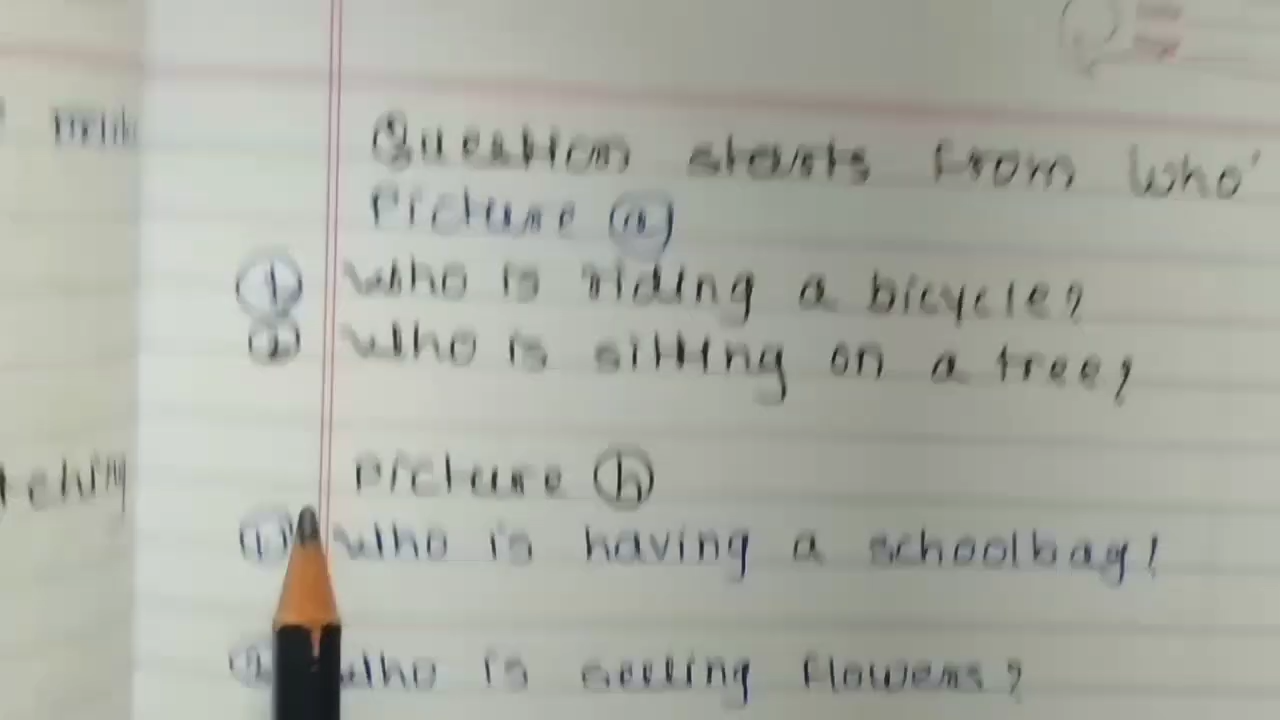 Question starts from Who'
Picture (a)
(1) Who is riding a bicycle?
(2) Who is sitting on a tree?
Picture (b)
(1) Who is having a schoolbag?
(2) Who is selling flowers?